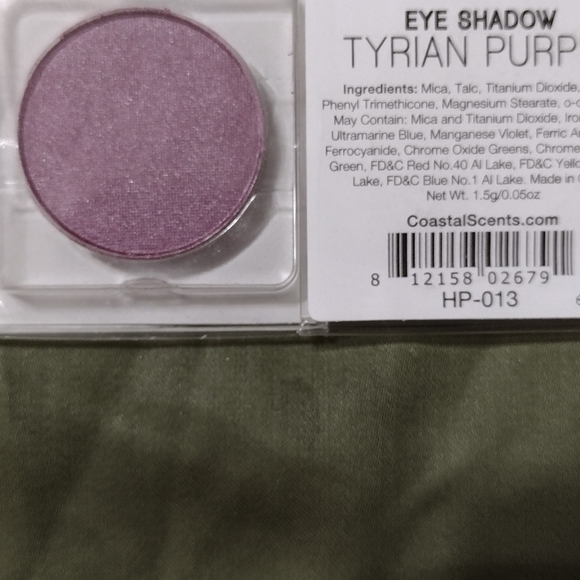 EYE SHADOW
TYRIAN PURP
Ingredients: Mica, Talc, Titanium Dioxide,
Phenyl Trimethicone, Magnesium Stearate,
May Contain: Mica and Titanium Dioxide,
Ultramarine Blue, Manganese Violet, Ferric
Ferrocyanide, Chrome Oxide Greens, Chrome
Green, FD&C Red No.40 Al Lake, FD&C
Lake, FD&C Blue No.1 Al Lake. Made in
Net Wt. 1.5g/0.05oz
CoastalScents.com
8 12158 02679
HP-013